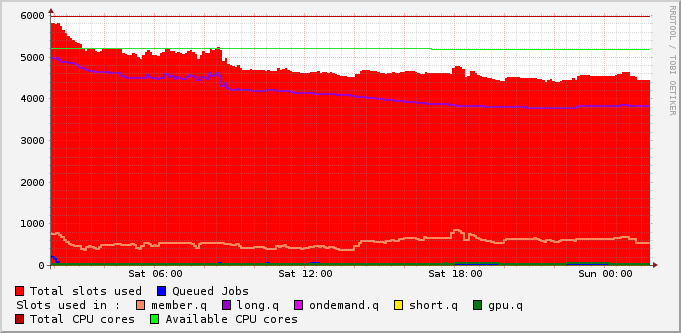 RRDTOOL / TOBI OETIKER
6000
5000
4000
3000
2000
1000
0
Sat 06:00 Sat 12:00 Sat 18:00 Sun 00:00
Total slots used Queued Jobs
Slots used in : member.q long.q ondemand.q short.q gpu.q
Total CPU cores Available CPU cores